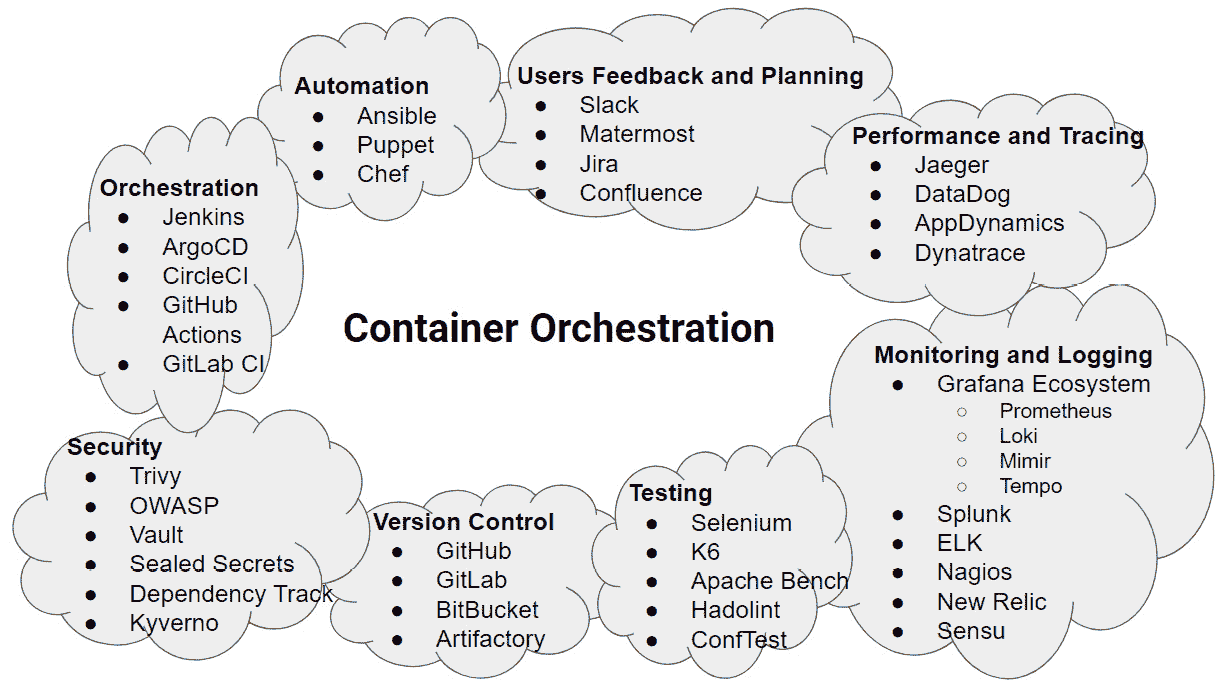 Automation
● Ansible
● Puppet
● Chef
Users Feedback and Planning
● Slack
● Matermost
● Jira
● Confluence
Performance and Tracing
● Jaeger
● DataDog
● AppDynamics
● Dynatrace
Orchestration
● Jenkins
● ArgoCD
● CircleCI
● GitHub
Actions
● GitLab CI
Container Orchestration
Monitoring and Logging
● Grafana Ecosystem
○ Prometheus
○ Loki
○ Mimir
○ Tempo
● Splunk
● ELK
● Nagios
● New Relic
● Sensu
Security
● Trivy
● OWASP
● Vault
● Sealed Secrets
● Dependency Track
● Kyverno
Version Control
● GitHub
● GitLab
● BitBucket
● Artifactory
Testing
● Selenium
● K6
● Apache Bench
● Hadolint
● ConfTest